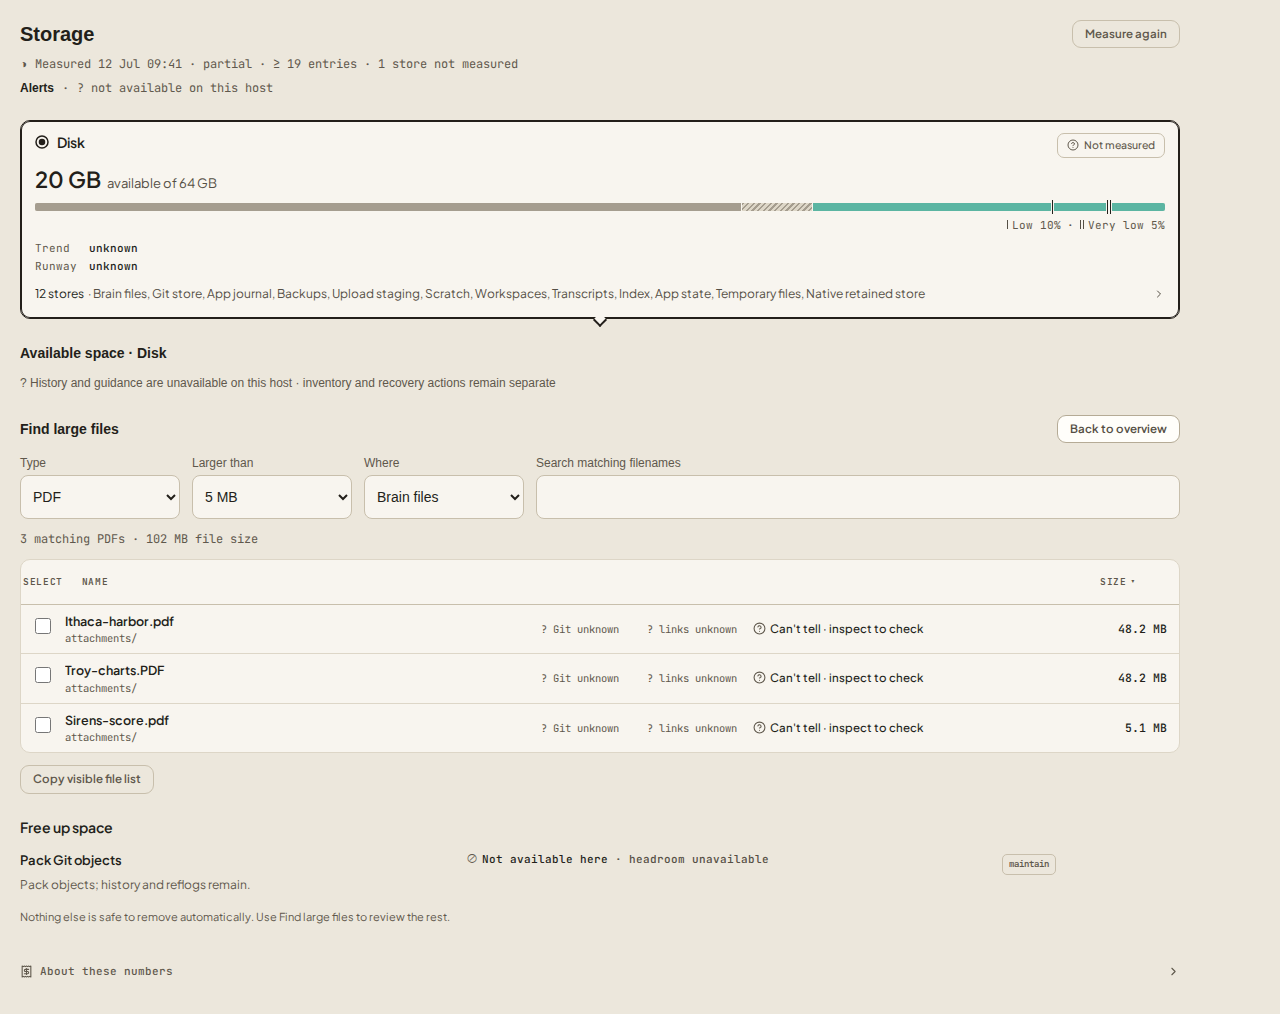 Storage
Measure again
Measured 12 Jul 09:41 · partial · ≥ 19 entries · 1 store not measured
Alerts · ? not available on this host
Disk
Not measured
20 GB available of 64 GB
Low 10% · Very low 5%
Trend unknown
Runway unknown
12 stores · Brain files, Git store, App journal, Backups, Upload staging, Scratch, Workspaces, Transcripts, Index, App state, Temporary files, Native retained store
Available space · Disk
? History and guidance are unavailable on this host · inventory and recovery actions remain separate
Find large files
Back to overview
Type Larger than Where Search matching filenames
PDF 5 MB Brain files
3 matching PDFs · 102 MB file size
SELECT NAME SIZE
Ithaca-harbor.pdf
attachments/
? Git unknown ? links unknown Can't tell · inspect to check 48.2 MB
Troy-charts.PDF
attachments/
? Git unknown ? links unknown Can't tell · inspect to check 48.2 MB
Sirens-score.pdf
attachments/
? Git unknown ? links unknown Can't tell · inspect to check 5.1 MB
Copy visible file list
Free up space
Pack Git objects
Not available here · headroom unavailable
maintain
Pack objects; history and reflogs remain.
Nothing else is safe to remove automatically. Use Find large files to review the rest.
About these numbers